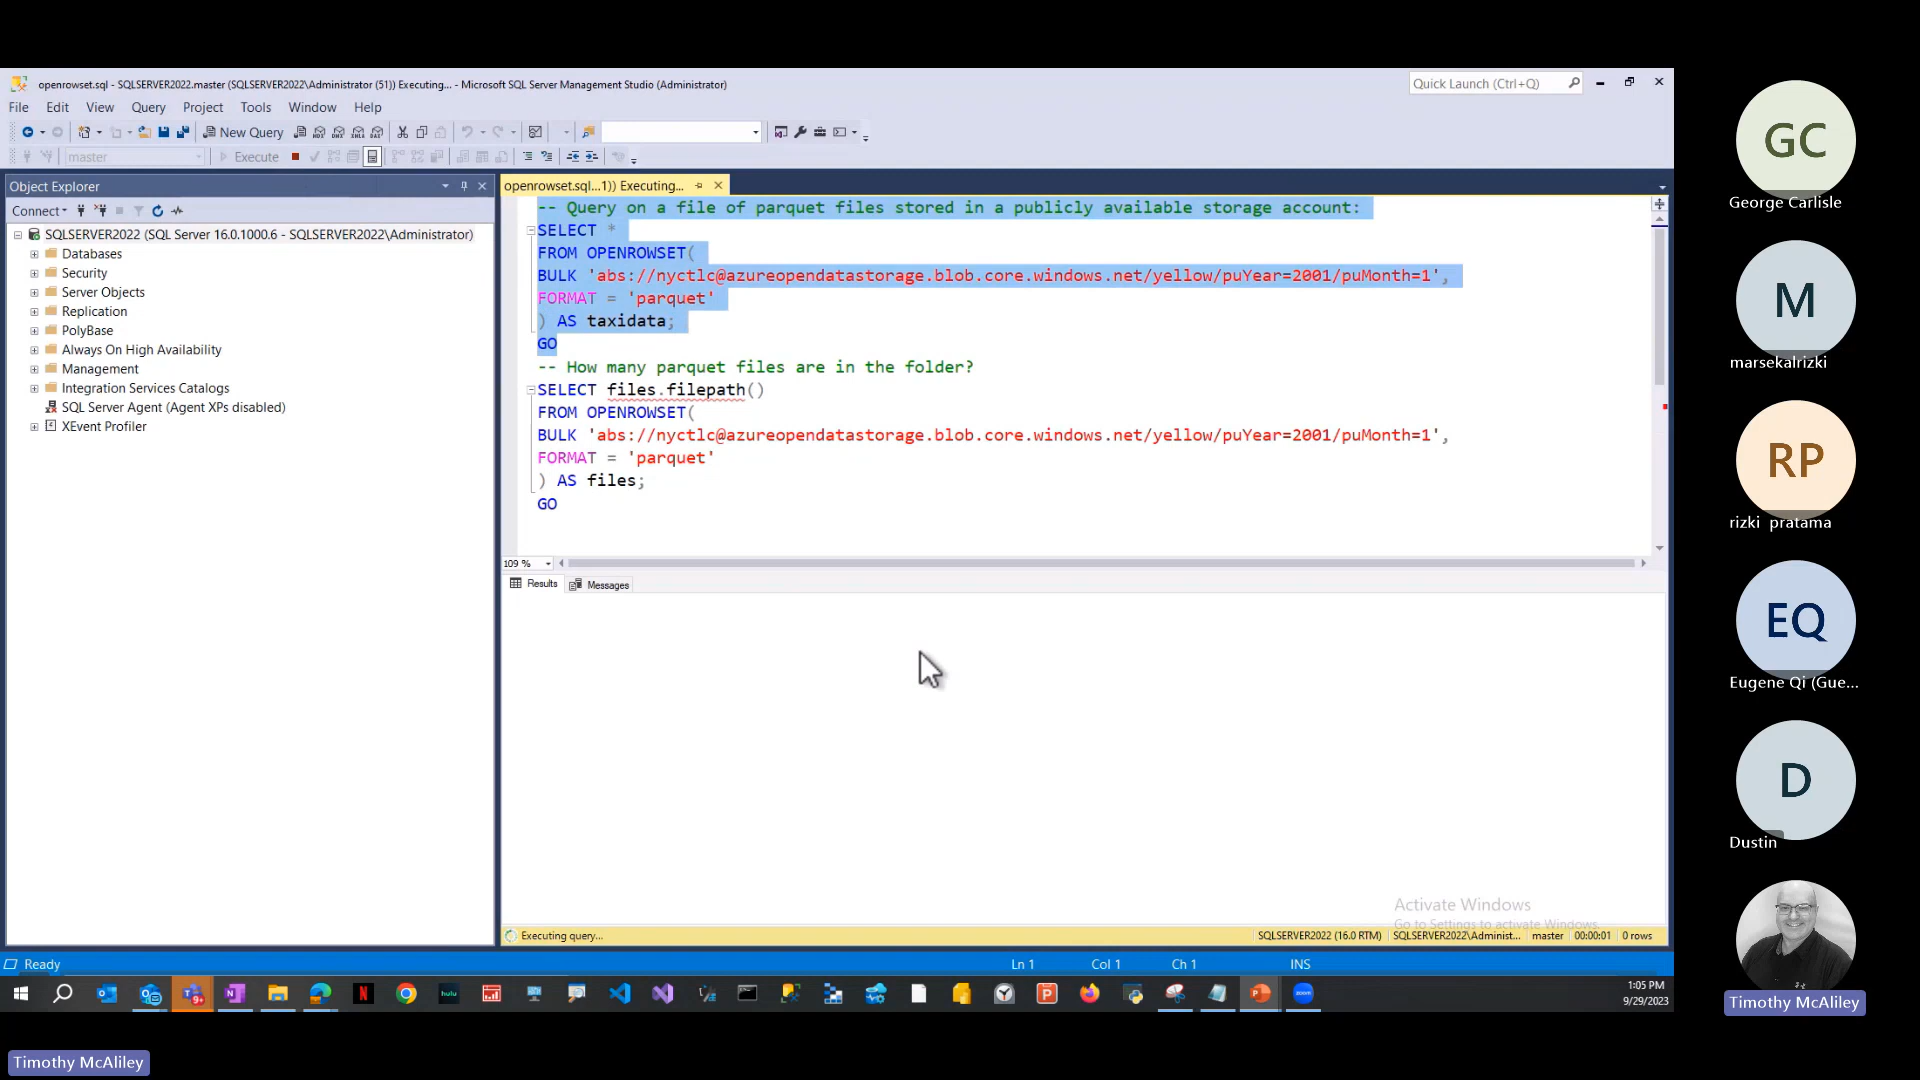 openrowset.sql - SQLSERVER2022.master (SQLSERVER2022\Administrator (51)) Executing... - Microsoft SQL Server Management Studio (Administrator)
Quick Launch (Ctrl+Q)
File Edit View Query Project Tools Window Help
New Query
master
Execute
Object Explorer
Connect
SQLSERVER2022 (SQL Server 16.0.1000.6 - SQLSERVER2022\Administrator)
Databases
Security
Server Objects
Replication
PolyBase
Always On High Availability
Management
Integration Services Catalogs
SQL Server Agent (Agent XPs disabled)
XEvent Profiler
openrowset.sql...1)) Executing...
-- Query on a file of parquet files stored in a publicly available storage account:
SELECT *
FROM OPENROWSET(
BULK 'abs://nyctlc@azureopendatastorage.blob.core.windows.net/yellow/puYear=2001/puMonth=1',
FORMAT = 'parquet'
) AS taxidata;
GO
-- How many parquet files are in the folder?
SELECT files.filepath()
FROM OPENROWSET(
BULK 'abs://nyctlc@azureopendatastorage.blob.core.windows.net/yellow/puYear=2001/puMonth=1',
FORMAT = 'parquet'
) AS files;
GO
109 %
Results Messages
Activate Windows
Go to Settings to activate Windows.
Executing query...
SQLSERVER2022 (16.0 RTM) SQLSERVER2022\Administ... master 00:00:01 0 rows
Ready
Ln 1 Col 1 Ch 1 INS
hulu
1:05 PM
9/29/2023
GC
George Carlisle
M
marsekalrizki
RP
rizki pratama
EQ
Eugene Qi (Gue...
D
Dustin
Timothy McAliley
Timothy McAliley